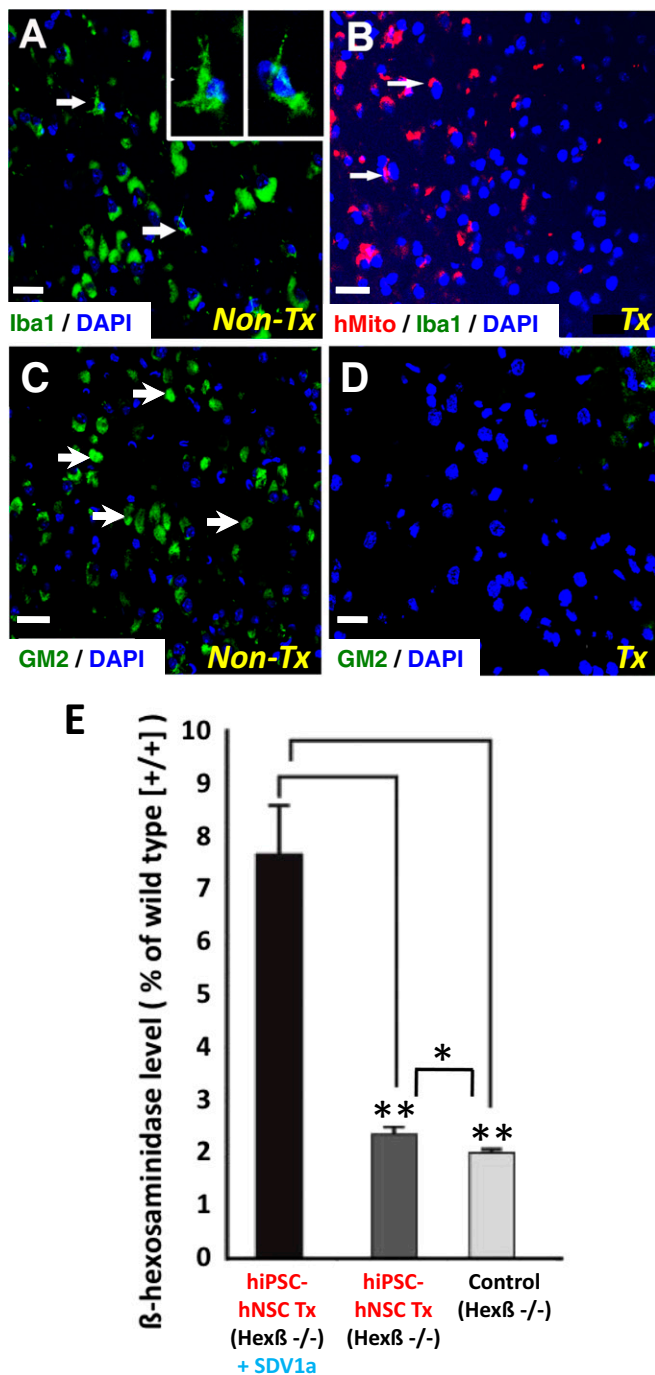 A
B
Iba1 / DAPI
Non-Tx
hMito / Iba1 / DAPI
Tx
C
D
GM2 / DAPI
Non-Tx
GM2 / DAPI
Tx
E
ß-hexosaminidase level ( % of wild type [+/+] )
10
9
8
7
6
5
4
3
2
1
0
*
**
**
hiPSC-
hNSC Tx
(Hexß -/-)
+ SDV1a
hiPSC-
hNSC Tx
(Hexß -/-)
Control
(Hexß -/-)